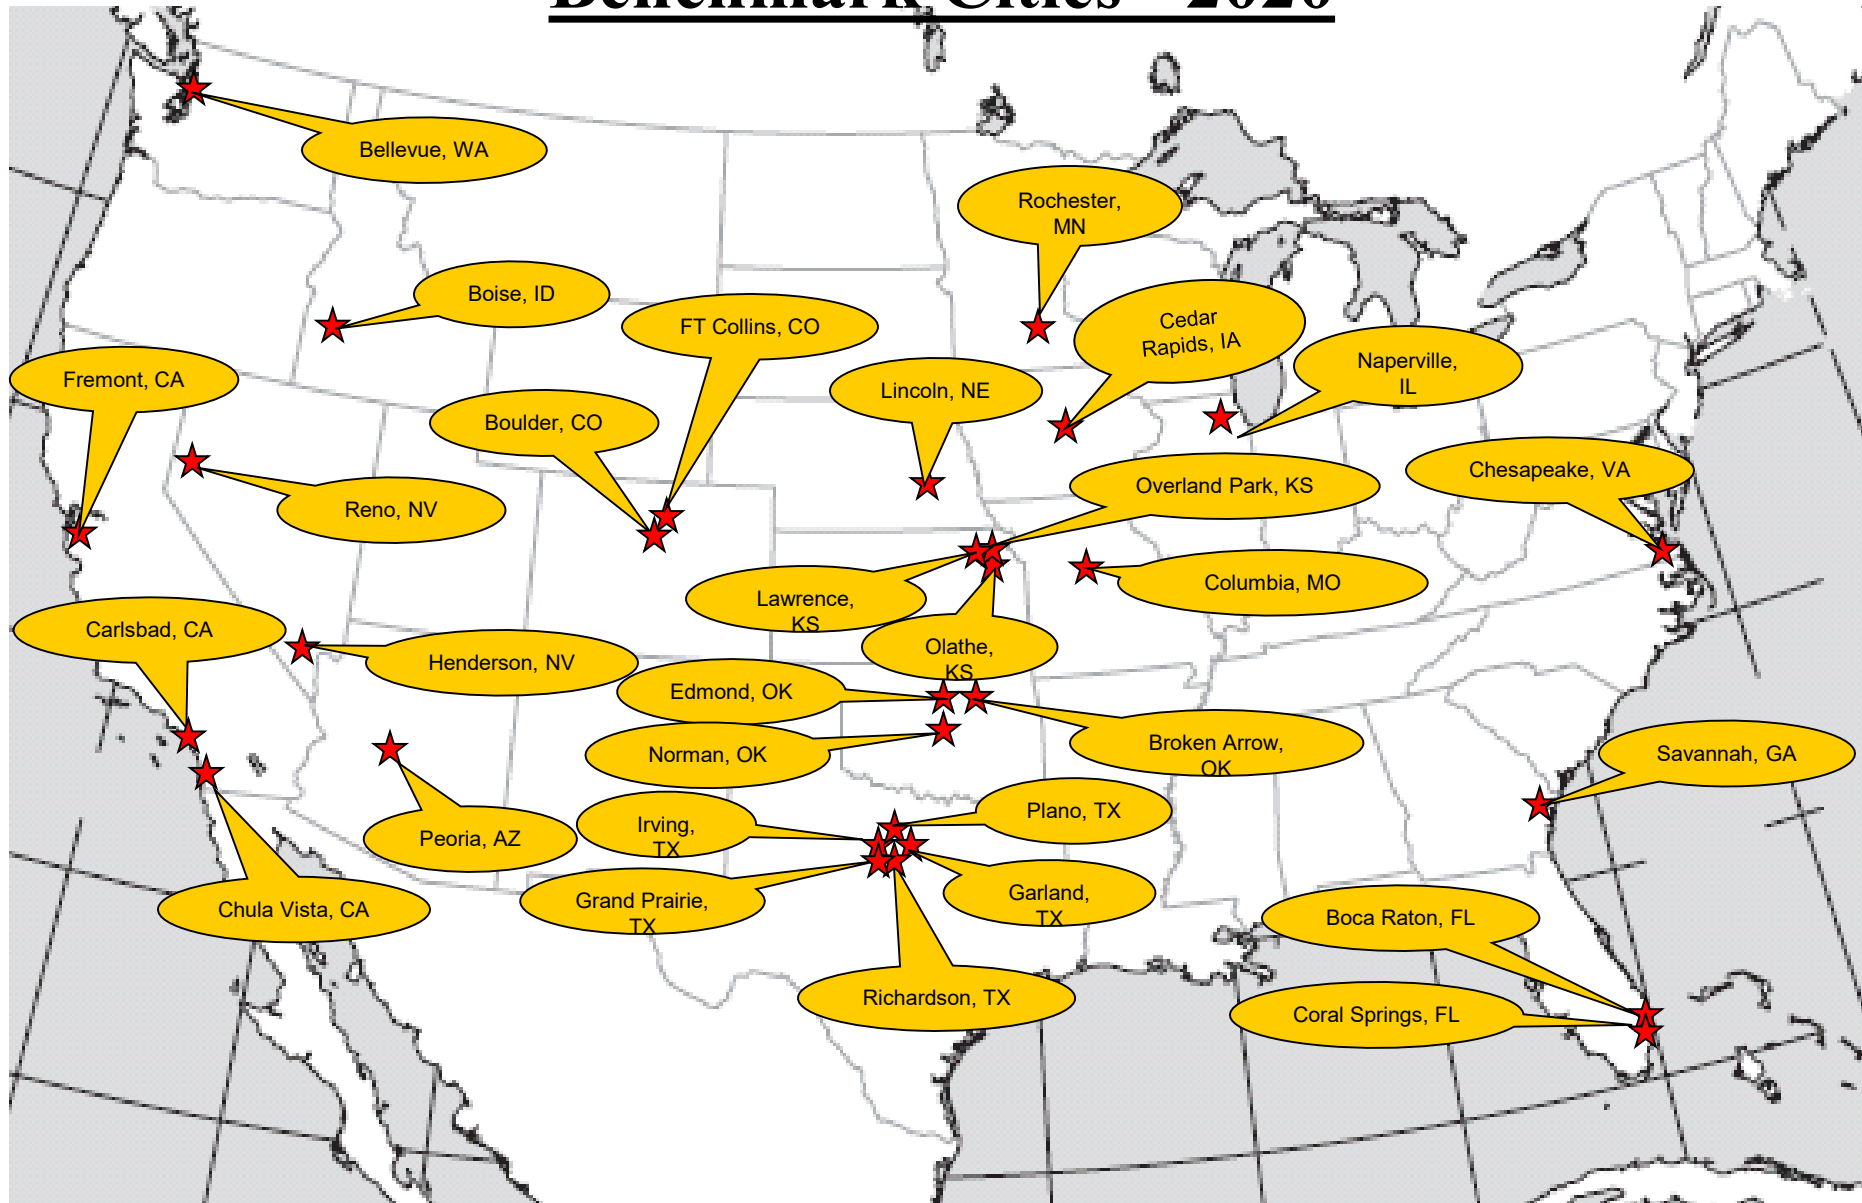 Benchmark Cities - 2020
Bellevue, WA
Rochester,
MN
Boise, ID
FT Collins, CO
Cedar
Rapids, IA
Naperville,
IL
Fremont, CA
Lincoln, NE
Boulder, CO
Chesapeake, VA
Overland Park, KS
Reno, NV
Lawrence,
KS
Columbia, MO
Carlsbad, CA
Olathe,
KS
Henderson, NV
Edmond, OK
Norman, OK
Broken Arrow,
OK
Savannah, GA
Irving,
TX
Plano, TX
Peoria, AZ
Grand Prairie,
TX
Garland,
TX
Chula Vista, CA
Boca Raton, FL
Richardson, TX
Coral Springs, FL